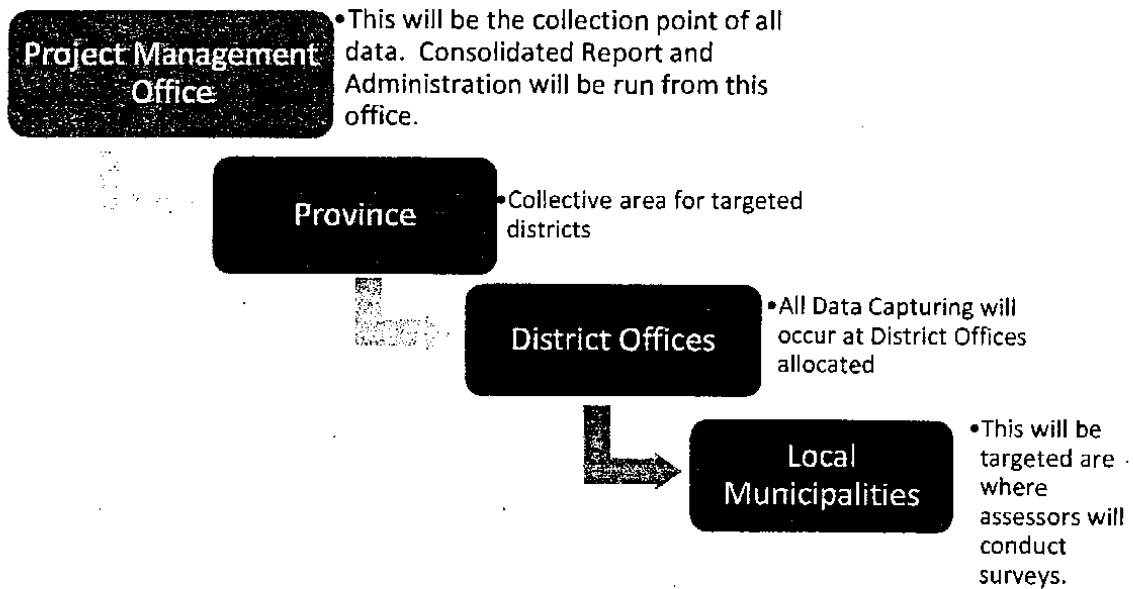 Project Management
Office
•This will be the collection point of all
data.  Consolidated Report and
Administration will be run from this
office.
Province
•Collective area for targeted
districts
District Offices
•All Data Capturing will
occur at District Offices
allocated
Local
Municipalities
•This will be
targeted are
where
assessors will
conduct
surveys.